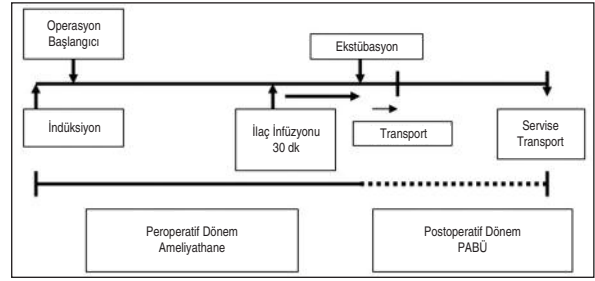 Operasyon
Başlangıcı
Ekstübasyon
İndüksiyon
İlaç İnfüzyonu
30 dk
Transport
Servise
Transport
Peroperatif Dönem
Ameliyathane
Postoperatif Dönem
PABÜ